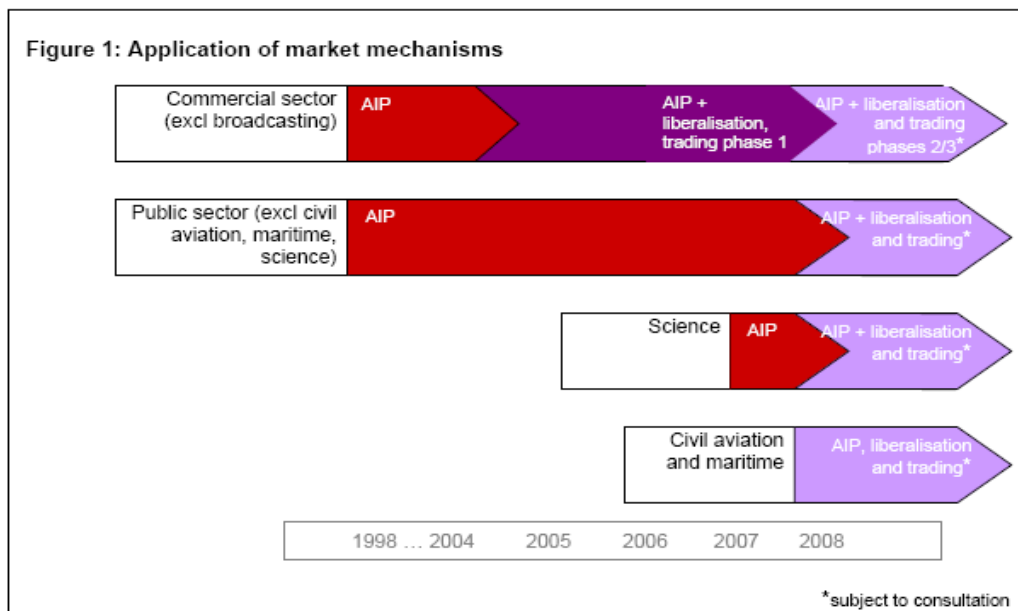 Figure 1: Application of market mechanisms
Commercial sector
(excl broadcasting)
AIP
AIP +
liberalisation,
trading phase 1
AIP + liberalisation
and trading
phases 2/3*
Public sector (excl civil
aviation, maritime,
science)
AIP
AIP + liberalisation
and trading*
Science
AIP
AIP + liberalisation
and trading*
Civil aviation
and maritime
AIP, liberalisation
and trading*
1998 … 2004 2005 2006 2007 2008
*subject to consultation